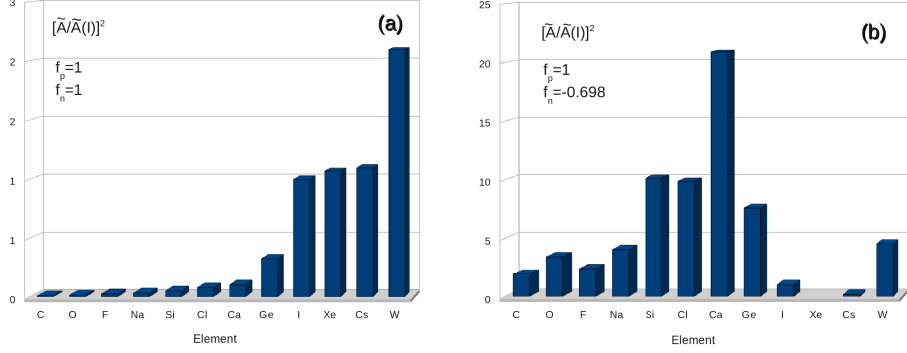 3
2
2
1
1
0
[Ã/Ã(I)]²
(a)
f_p=1
f_n=1
C O F Na Si Cl Ca Ge I Xe Cs W
Element
25
20
15
10
5
0
[Ã/Ã(I)]²
(b)
f_p=1
f_n=-0.698
C O F Na Si Cl Ca Ge I Xe Cs W
Element